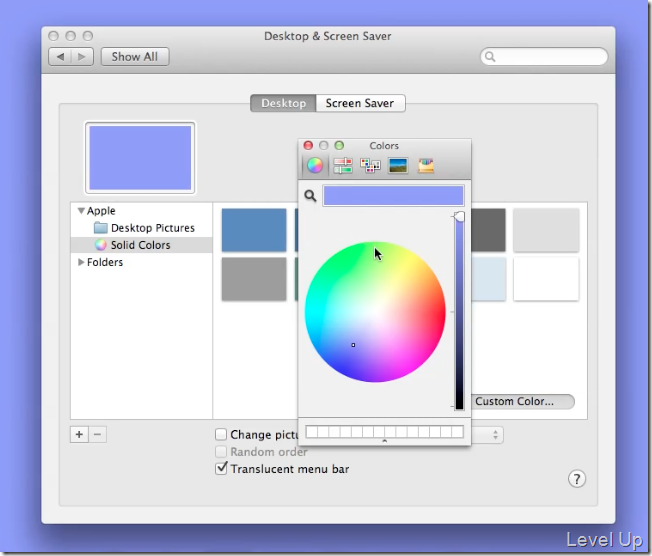 Desktop & Screen Saver
Show All
Desktop Screen Saver
Colors
Apple
Desktop Pictures
Solid Colors
Folders
Custom Color...
+ −
Change pictu
Random order
Translucent menu bar
?
Level Up